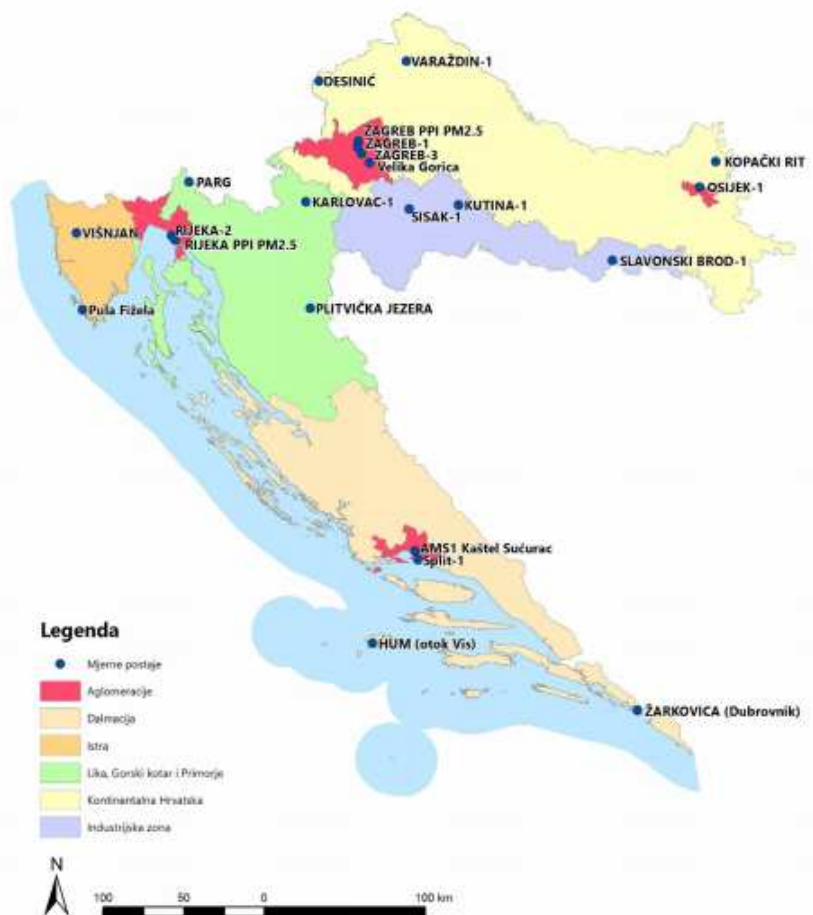 VARAŽDIN-1
DESINIĆ
ZAGREB PPI PM2.5
ZAGREB-1
ZAGREB-3
Velika Gorica
KOPAČKI RIT
OSIJEK-1
PARG
KARLOVAC-1
KUTINA-1
SISAK-1
VIŠNJAN
RIJEKA-2
RIJEKA PPI PM2.5
SLAVONSKI BROD-1
Pula Fižela
PLITVIČKA JEZERA
AMS1 Kaštel Sućurac
Split-1
HUM (otok Vis)
ŽARKOVICA (Dubrovnik)
Legenda
Mjerne postaje
Aglomeracije
Dalmacija
Istra
Lika, Gorski kotar i Primorje
Kontinentalna Hrvatska
Industrijska zona
N
100 50 0 100 km